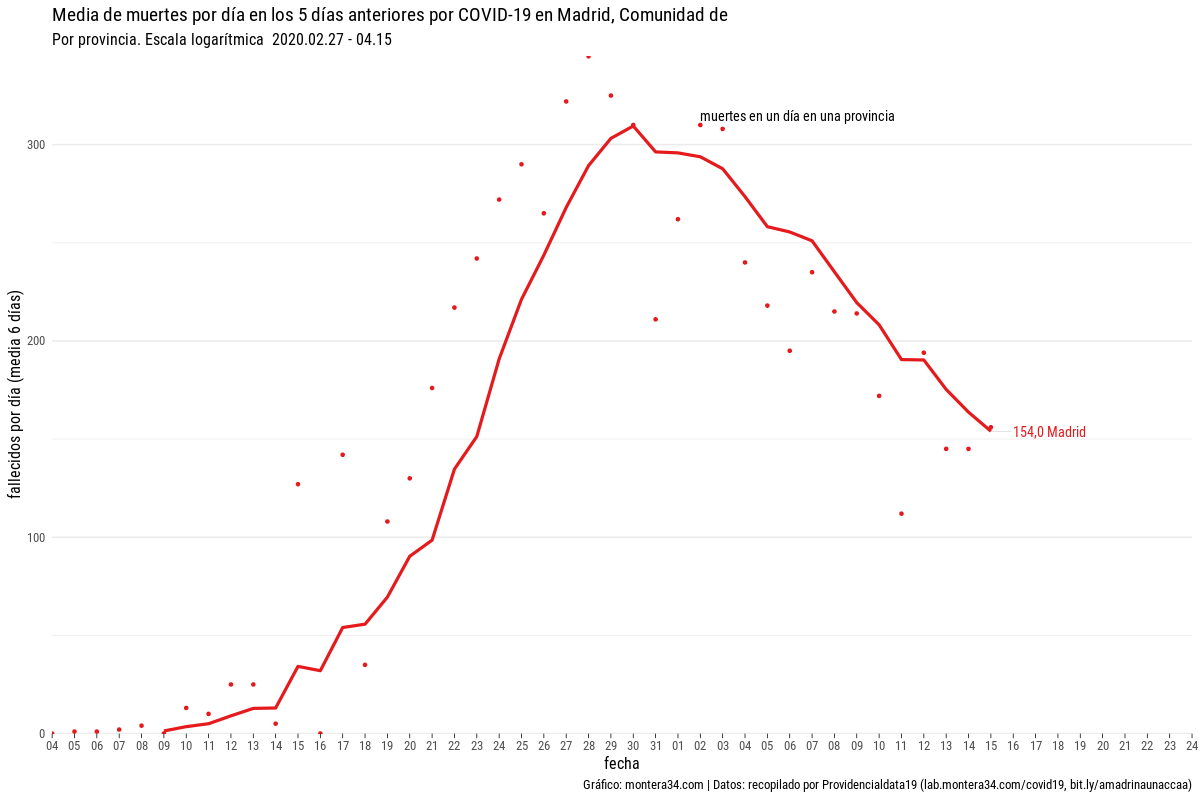 Media de muertes por día en los 5 días anteriores por COVID-19 en Madrid, Comunidad de
Por provincia. Escala logarítmica  2020.02.27 - 04.15
muertes en un día en una provincia
300
200
100
0
fallecidos por día (media 6 días)
154,0 Madrid
04 05 06 07 08 09 10 11 12 13 14 15 16 17 18 19 20 21 22 23 24 25 26 27 28 29 30 31 01 02 03 04 05 06 07 08 09 10 11 12 13 14 15 16 17 18 19 20 21 22 23 24
fecha
Gráfico: montera34.com | Datos: recopilado por Providencialdata19 (lab.montera34.com/covid19, bit.ly/amadrinaunaccaa)